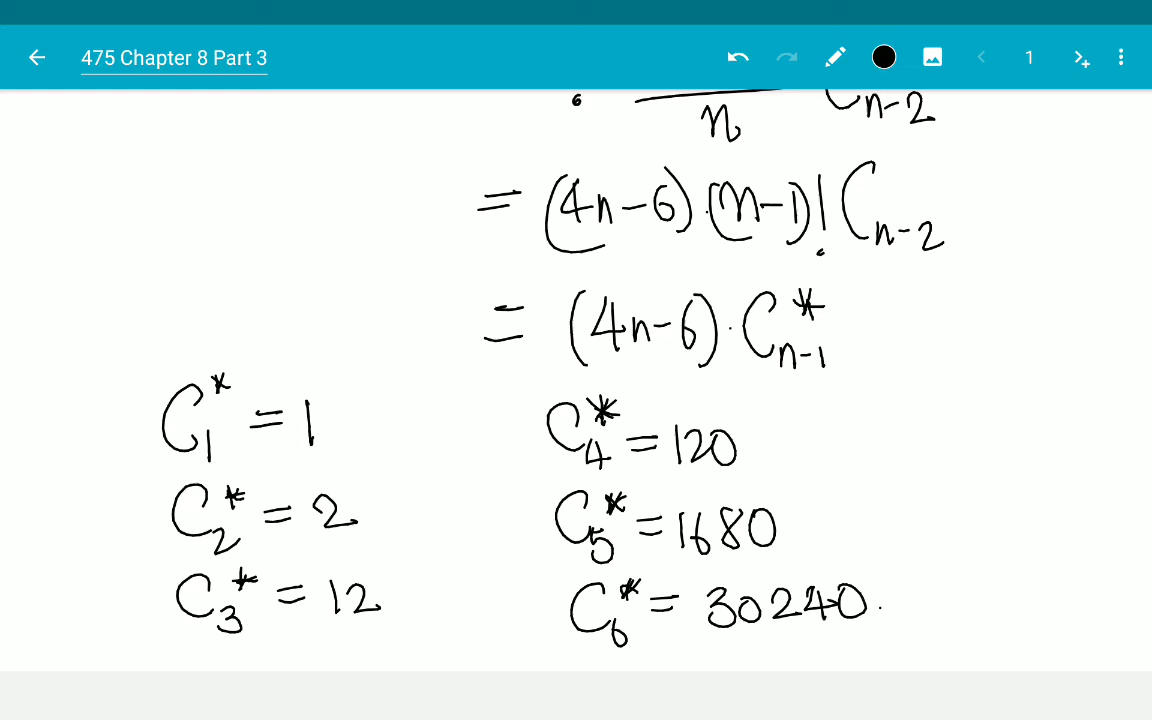 475 Chapter 8 Part 3
1
n C_{n-2}
= (4n-6)·(n-1)! C_{n-2}
= (4n-6)·C^*_{n-1}
C^*_1 = 1
C^*_2 = 2
C^*_3 = 12
C^*_4 = 120
C^*_5 = 1680
C^*_6 = 30240.